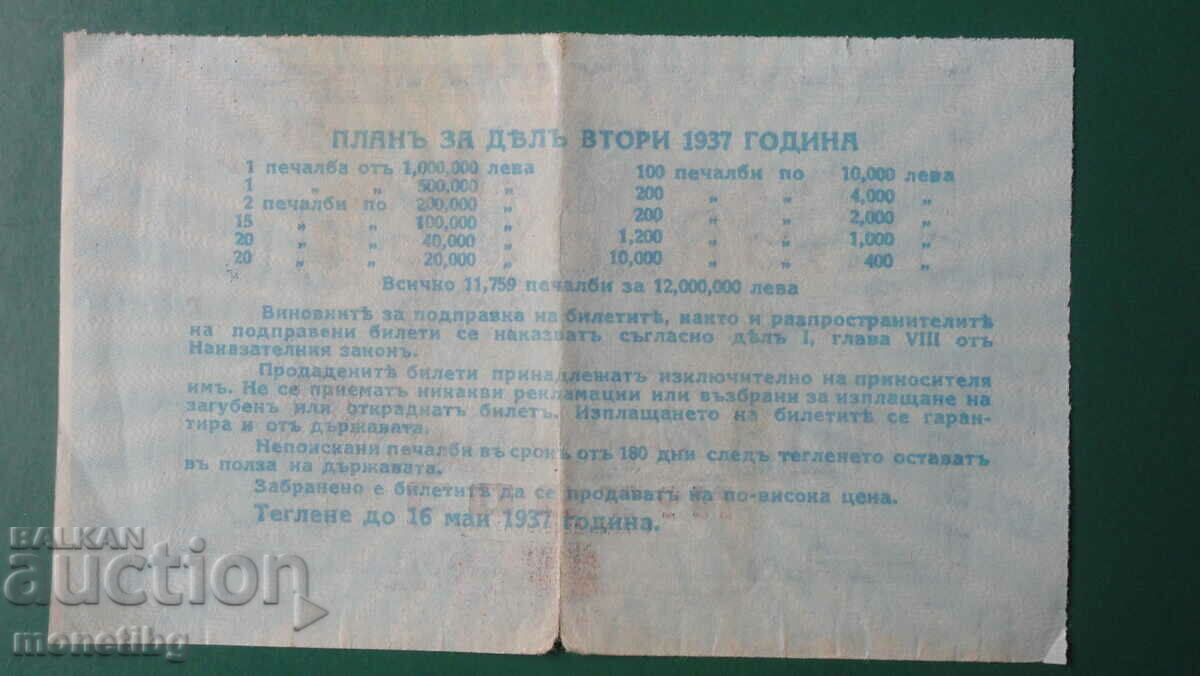 ПЛАНЪ ЗА ДѢЛЪ ВТОРИ 1937 ГОДИНА
1 печалба отъ 1,000,000 лева 100 печалби по 10,000 лева
1 „ „ 500,000 „ 200 „ „ 4,000 „
2 печалби по 200,000 „ 200 „ „ 2,000 „
15 „ „ 100,000 „ 1,200 „ „ 1,000 „
20 „ „ 40,000 „ 10,000 „ „ 400 „
20 „ „ 20,000 „
Всичко 11,759 печалби за 12,000,000 лева
Виновнитѣ за подправка на билетитѣ, както и разпространителитѣ
на подправени билети се наказватъ съгласно дѣлъ I, глава VIII отъ
Наказателния законъ.
Продаденитѣ билети принадлежатъ изключително на приносителя
имъ. Не се приематъ никакви рекламации или възбрани за изплащане на
загубенъ или откраднатъ билетъ. Изплащането на билетитѣ се гаран-
тира и отъ държавата.
Непоискани печалби въ срокъ отъ 180 дни следъ тегленето оставатъ
въ полза на държавата.
Забранено е билетитѣ да се продаватъ на по-висока цена.
Теглене до 16 май 1937 година.
BALKAN
auction
monetibg